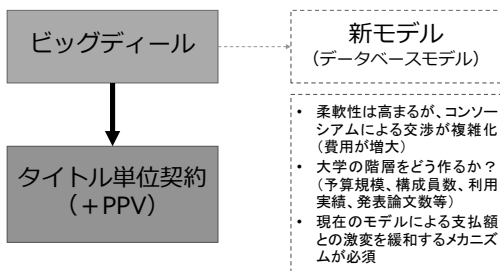 ビッグディール
新モデル
（データベースモデル）
タイトル単位契約
（＋PPV）
• 柔軟性は高まるが、コンソー
シアムによる交渉が複雑化
（費用が増大）
• 大学の階層をどう作るか？
（予算規模、構成員数、利用
実績、発表論文数等）
• 現在のモデルによる支払額
との激変を緩和するメカニズ
ムが必須